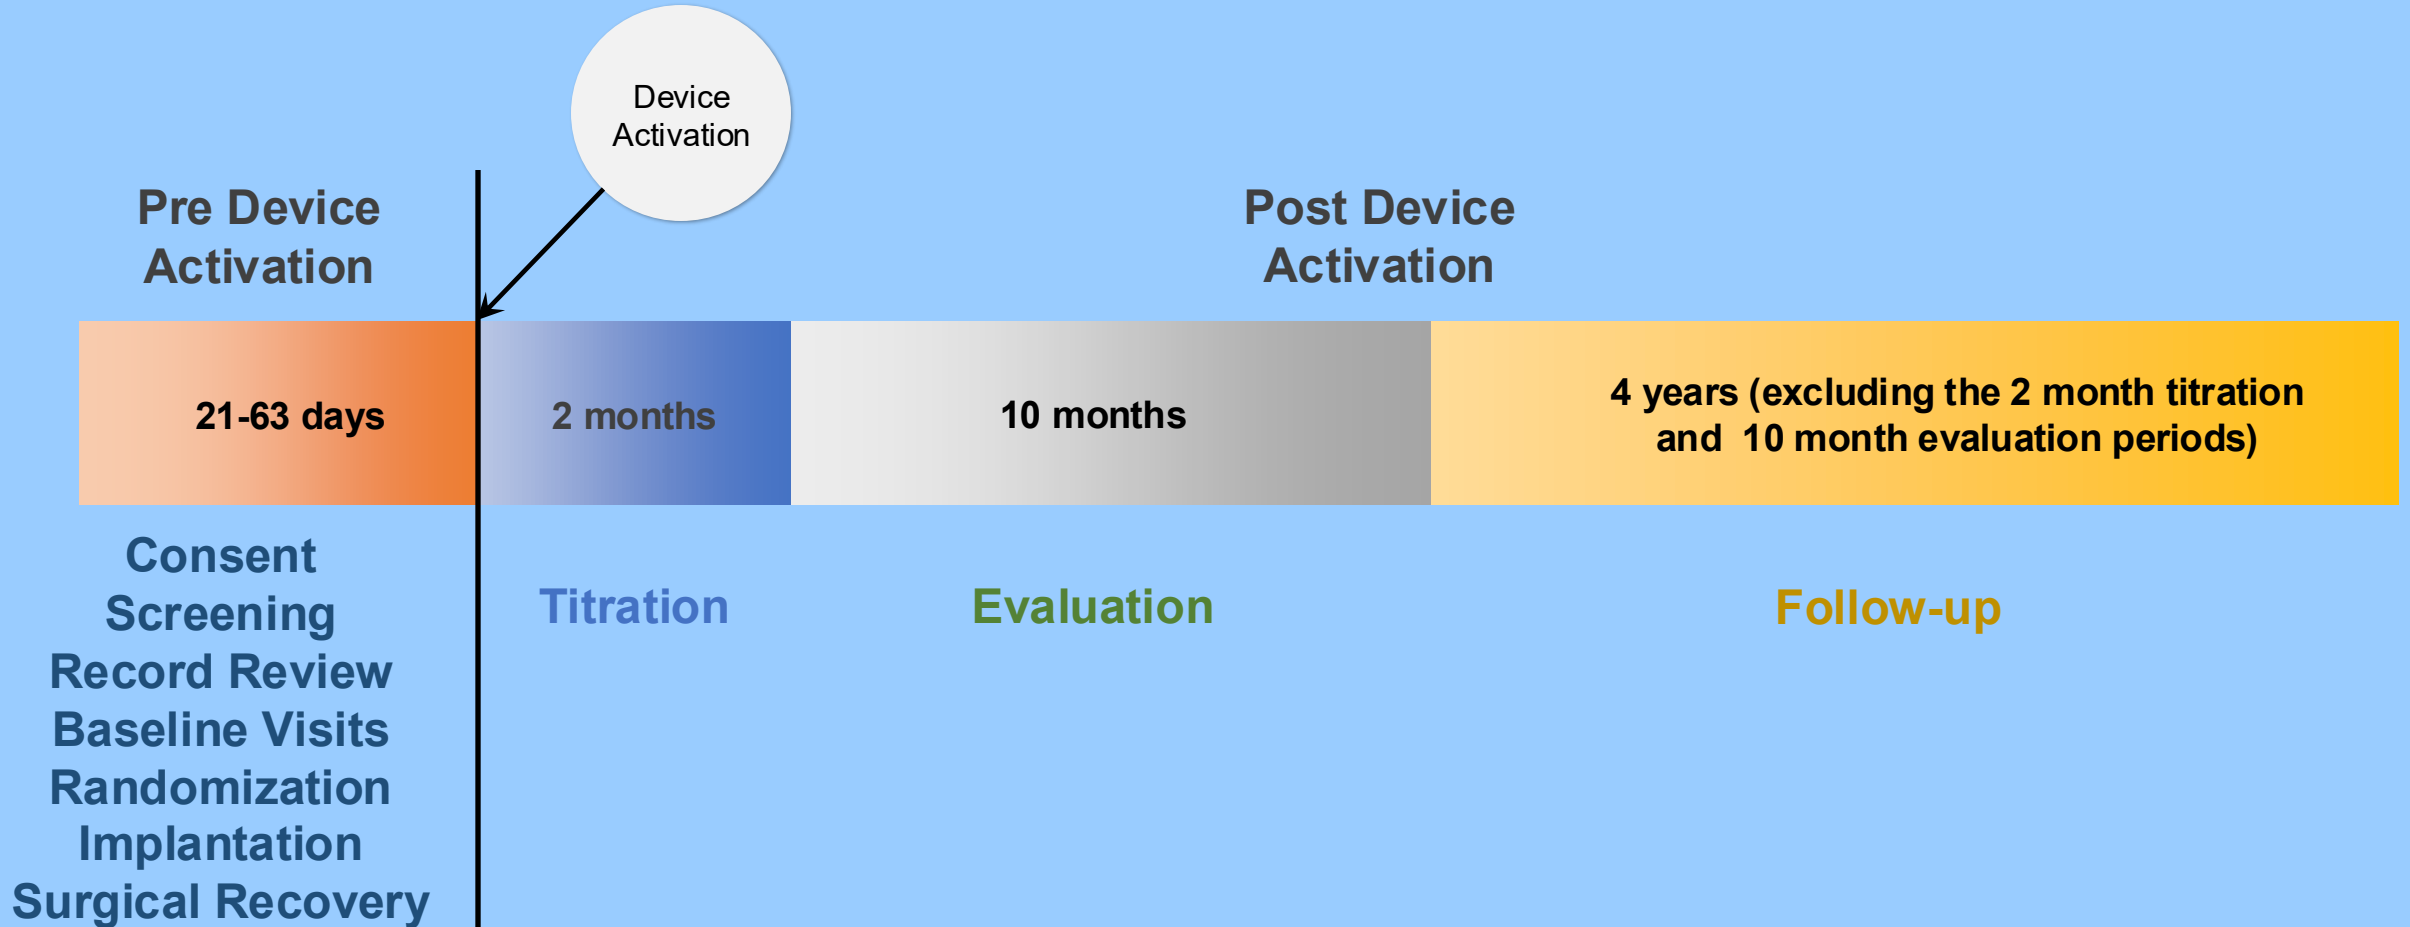 Device
Activation
Pre Device
Activation
Post Device
Activation
21-63 days
2 months
10 months
4 years (excluding the 2 month titration
and  10 month evaluation periods)
Consent
Screening
Record Review
Baseline Visits
Randomization
Implantation
Surgical Recovery
Titration
Evaluation
Follow-up